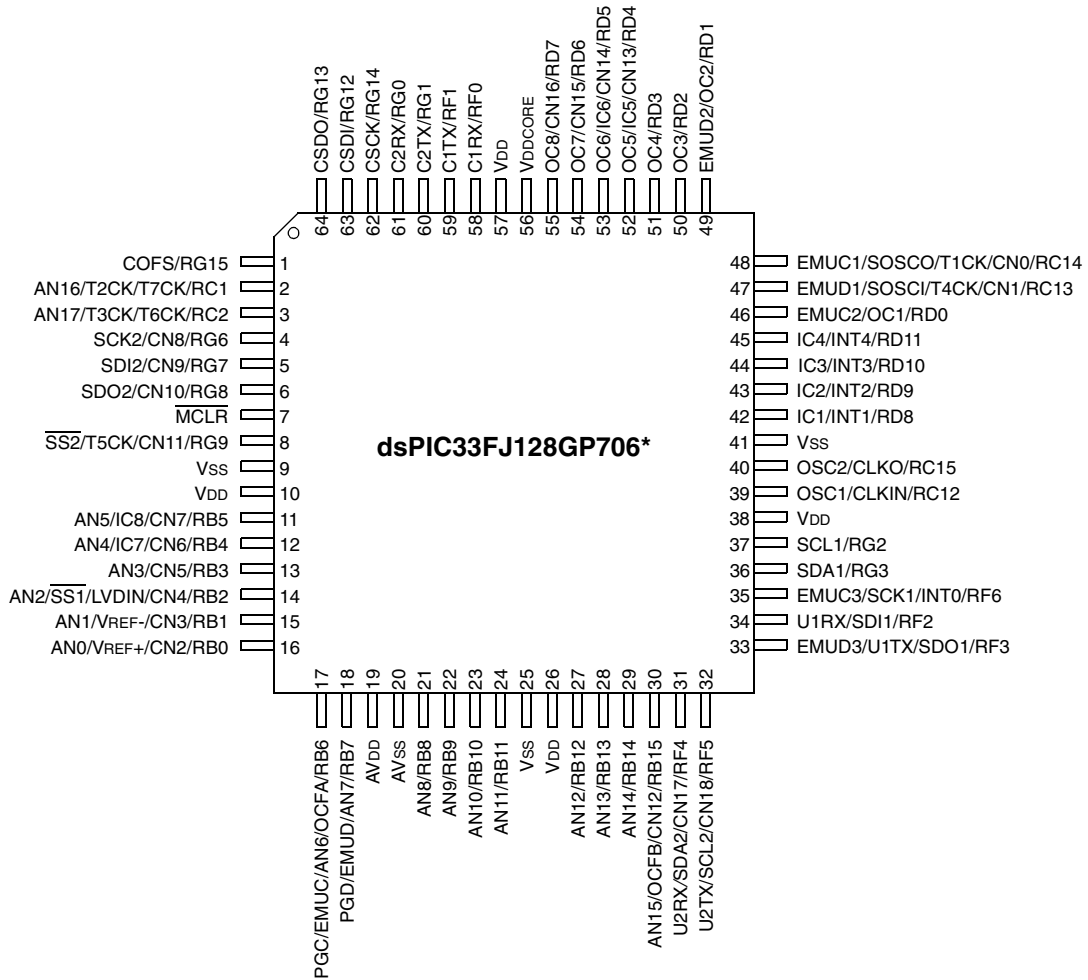 CSDO/RG13
CSDI/RG12
CSCK/RG14
C2RX/RG0
C2TX/RG1
C1TX/RF1
C1RX/RF0
VDD
VDDCORE
OC8/CN16/RD7
OC7/CN15/RD6
OC6/IC6/CN14/RD5
OC5/IC5/CN13/RD4
OC4/RD3
OC3/RD2
EMUD2/OC2/RD1
64 63 62 61 60 59 58 57 56 55 54 53 52 51 50 49
COFS/RG15 1
AN16/T2CK/T7CK/RC1 2
AN17/T3CK/T6CK/RC2 3
SCK2/CN8/RG6 4
SDI2/CN9/RG7 5
SDO2/CN10/RG8 6
MCLR 7
SS2/T5CK/CN11/RG9 8
VSS 9
VDD 10
AN5/IC8/CN7/RB5 11
AN4/IC7/CN6/RB4 12
AN3/CN5/RB3 13
AN2/SS1/LVDIN/CN4/RB2 14
AN1/VREF-/CN3/RB1 15
AN0/VREF+/CN2/RB0 16
dsPIC33FJ128GP706*
48 EMUC1/SOSCO/T1CK/CN0/RC14
47 EMUD1/SOSCI/T4CK/CN1/RC13
46 EMUC2/OC1/RD0
45 IC4/INT4/RD11
44 IC3/INT3/RD10
43 IC2/INT2/RD9
42 IC1/INT1/RD8
41 VSS
40 OSC2/CLKO/RC15
39 OSC1/CLKIN/RC12
38 VDD
37 SCL1/RG2
36 SDA1/RG3
35 EMUC3/SCK1/INT0/RF6
34 U1RX/SDI1/RF2
33 EMUD3/U1TX/SDO1/RF3
17 18 19 20 21 22 23 24 25 26 27 28 29 30 31 32
PGC/EMUC/AN6/OCFA/RB6
PGD/EMUD/AN7/RB7
AVDD
AVSS
AN8/RB8
AN9/RB9
AN10/RB10
AN11/RB11
VSS
VDD
AN12/RB12
AN13/RB13
AN14/RB14
AN15/OCFB/CN12/RB15
U2RX/SDA2/CN17/RF4
U2TX/SCL2/CN18/RF5